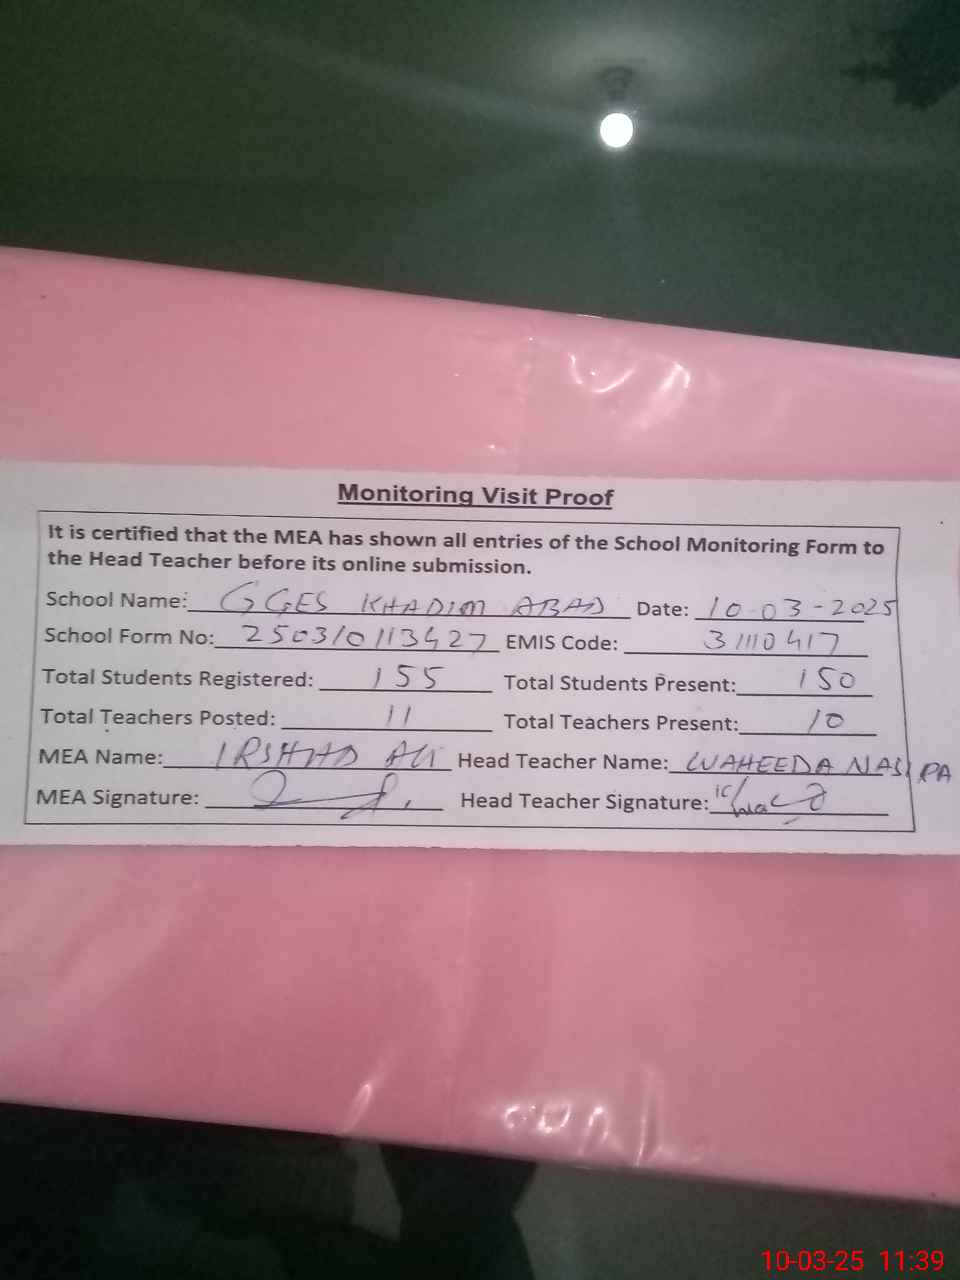 Monitoring Visit Proof
It is certified that the MEA has shown all entries of the School Monitoring Form to
the Head Teacher before its online submission.
School Name: GGES KHADIM ABAD Date: 10-03-2025
School Form No: 250310113427 EMIS Code: 31110417
Total Students Registered: 155 Total Students Present: 150
Total Teachers Posted: 11 Total Teachers Present: 10
MEA Name: IRSHAD ALI Head Teacher Name: WAHEEDA
MEA Signature: Head Teacher Signature:
10-03-25 11:39